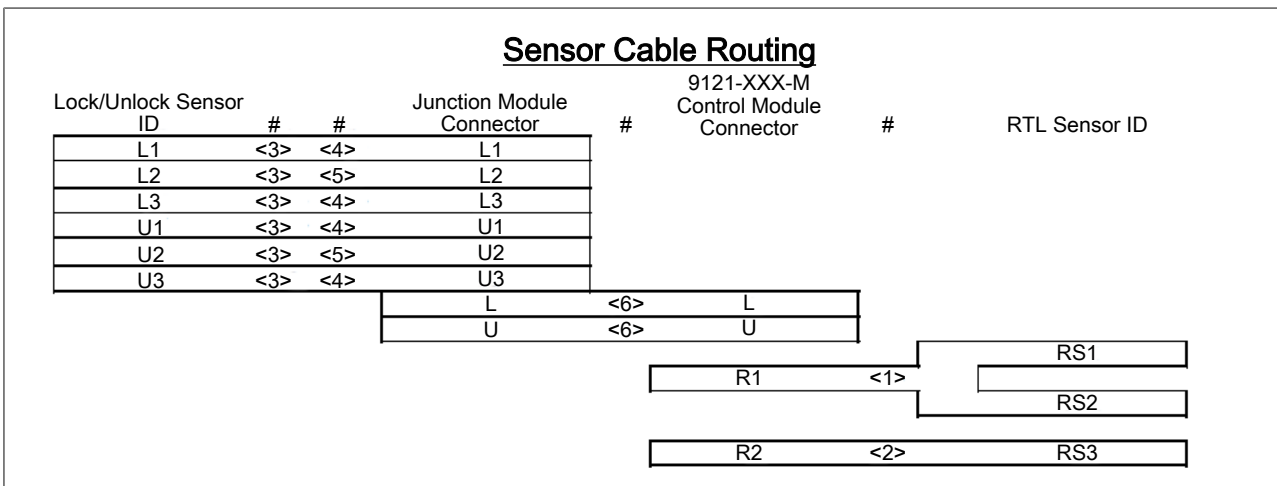 Sensor Cable Routing
Lock/Unlock Sensor ID # # Junction Module Connector # 9121-XXX-M Control Module Connector # RTL Sensor ID
L1 <3> <4> L1
L2 <3> <5> L2
L3 <3> <4> L3
U1 <3> <4> U1
U2 <3> <5> U2
U3 <3> <4> U3
L <6> L
U <6> U
RS1
R1 <1>
RS2
R2 <2> RS3